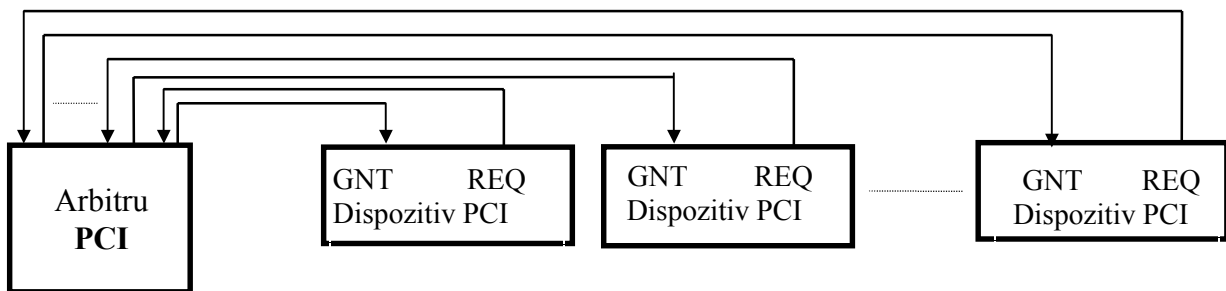 Arbitru
PCI
GNT REQ
Dispozitiv PCI
GNT REQ
Dispozitiv PCI
GNT REQ
Dispozitiv PCI